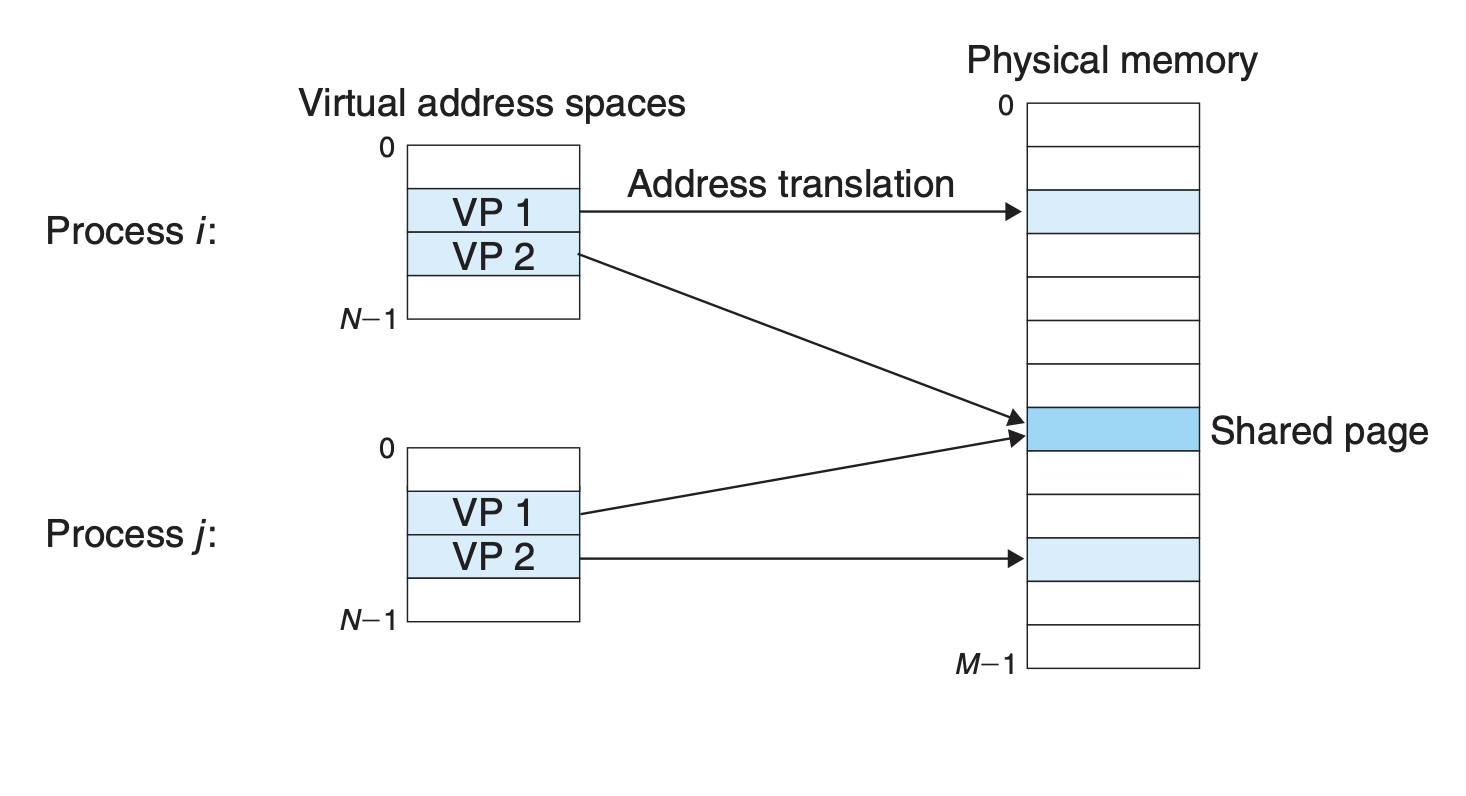 Physical memory
Virtual address spaces
0
0
Address translation
Process i:
VP 1
VP 2
N−1
Shared page
0
Process j:
VP 1
VP 2
N−1
M−1